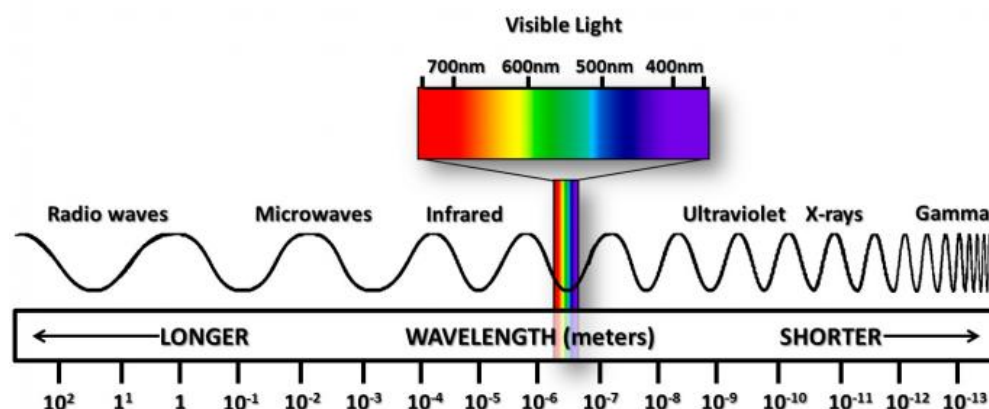 Visible Light
700nm 600nm 500nm 400nm
Radio waves Microwaves Infrared Ultraviolet X-rays Gamma
LONGER WAVELENGTH (meters) SHORTER
10² 1¹ 1 10⁻¹ 10⁻² 10⁻³ 10⁻⁴ 10⁻⁵ 10⁻⁶ 10⁻⁷ 10⁻⁸ 10⁻⁹ 10⁻¹⁰ 10⁻¹¹ 10⁻¹² 10⁻¹³